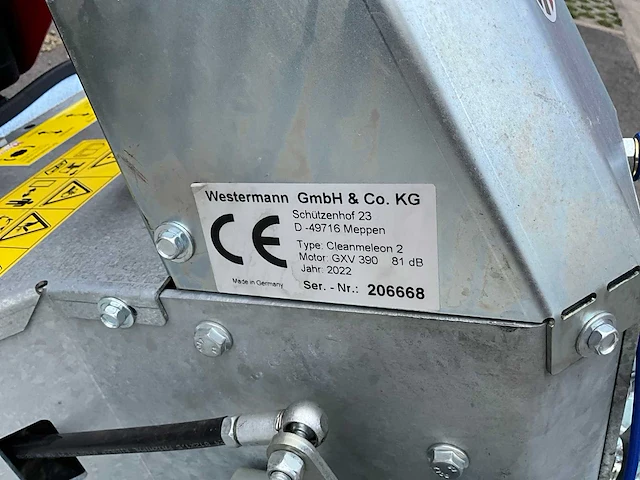 Westermann GmbH & Co. KG
Schützenhof 23
D -49716 Meppen
CE
Type: Cleanmeleon 2
Motor: GXV 390 81 dB
Jahr: 2022
Made in Germany
Ser. - Nr.: 206668